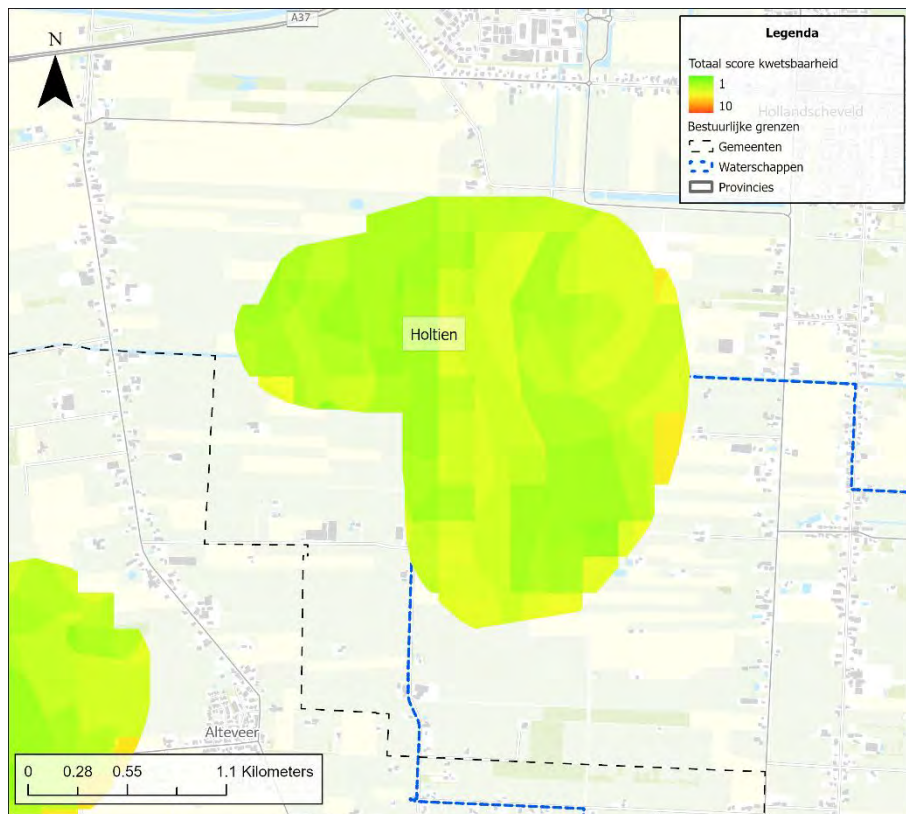 A37
N
Legenda
Totaal score kwetsbaarheid
1
10
Bestuurlijke grenzen
Gemeenten
Waterschappen
Provincies
Hollandscheveld
Holtien
Alteveer
0 0.28 0.55 1.1 Kilometers